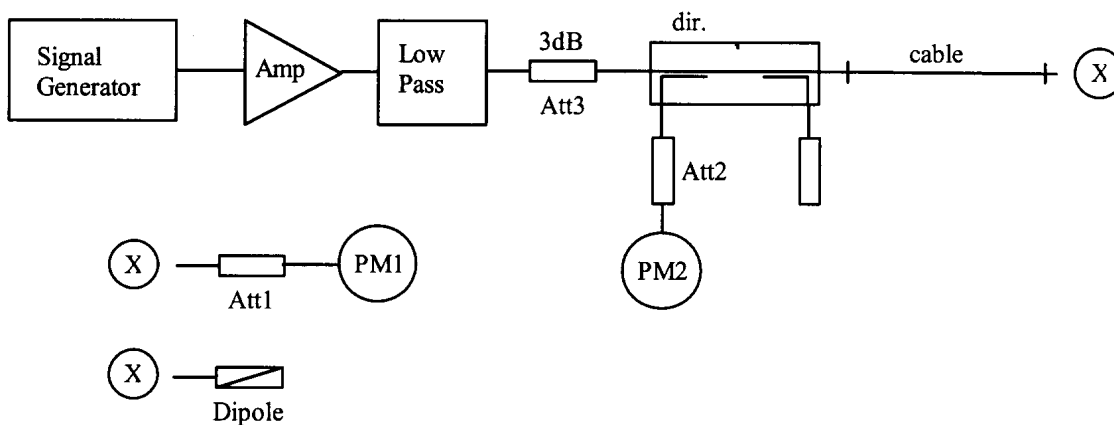 Signal
Generator
Amp
Low
Pass
3dB
Att3
dir.
cable
X
Att2
PM2
X
Att1
PM1
X
Dipole